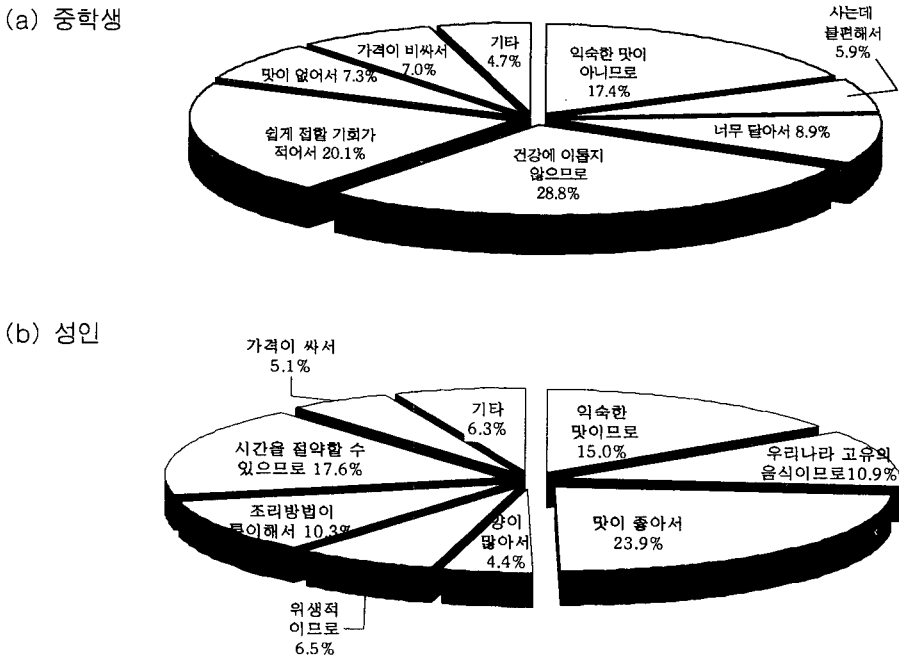 (a) 중학생
기타
4.7%
익숙한 맛이
아니므로
17.4%
사는데
불편해서
5.9%
너무 달아서 8.9%
건강에 이롭지
않으므로
28.8%
쉽게 접할 기회가
적어서 20.1%
맛이 없어서 7.3%
가격이 비싸서
7.0%
(b) 성인
가격이 싸서
5.1%
기타
6.3%
익숙한
맛이므로
15.0%
우리나라 고유의
음식이므로10.9%
맛이 좋아서
23.9%
양이
많아서
4.4%
위생적
이므로
6.5%
조리방법이
10.3%
시간을 절약할 수
있으므로 17.6%